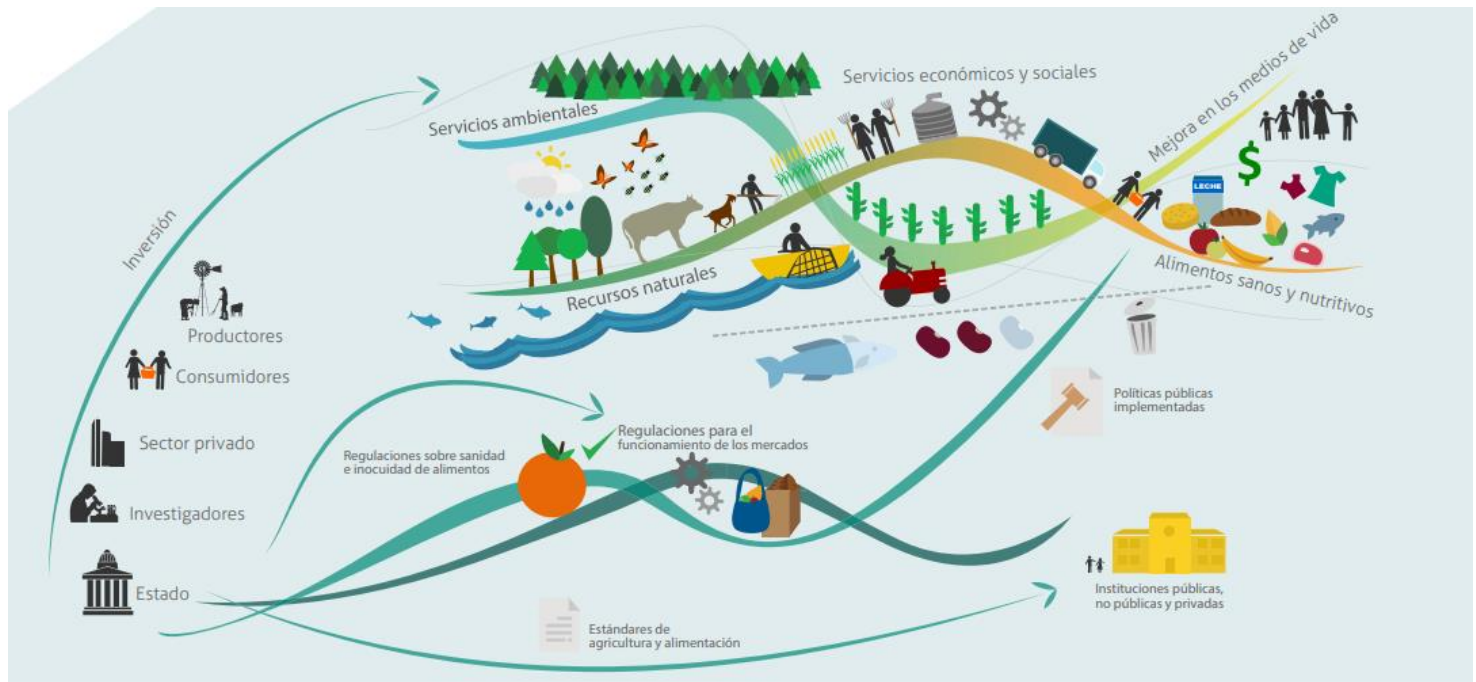 Servicios económicos y sociales
Mejora en los medios de vida
Servicios ambientales
LECHE
Inversión
Recursos naturales
Alimentos sanos y nutritivos
Productores
Consumidores
Sector privado
Investigadores
Estado
Regulaciones sobre sanidad
e inocuidad de alimentos
Regulaciones para el
funcionamiento de los mercados
Políticas públicas
implementadas
Instituciones públicas,
no públicas y privadas
Estándares de
agricultura y alimentación